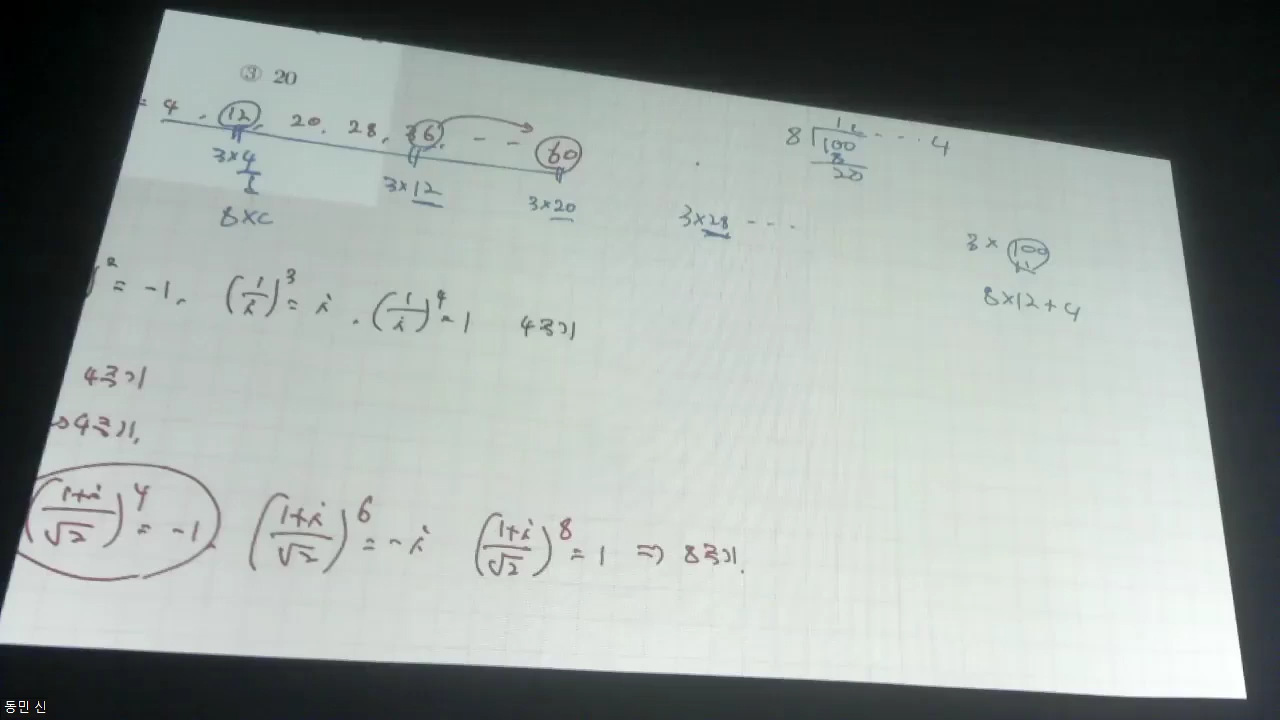 ③ 20
= 4, 12, 20, 28, 36, - - 60
3×4
3×12
3×20
3×28 - - - -
8×
8 100 ... 4
8
20
3 × 100
8×12+4
² = -1, (1/i)³ = i, (1/i)⁴ = 1 4주기
4주기
→ 4주기.
((1+i)/√2)⁴ = -1 ((1+i)/√2)⁶ = -i ((1+i)/√2)⁸ = 1 ⇒ 8주기.
동민 신